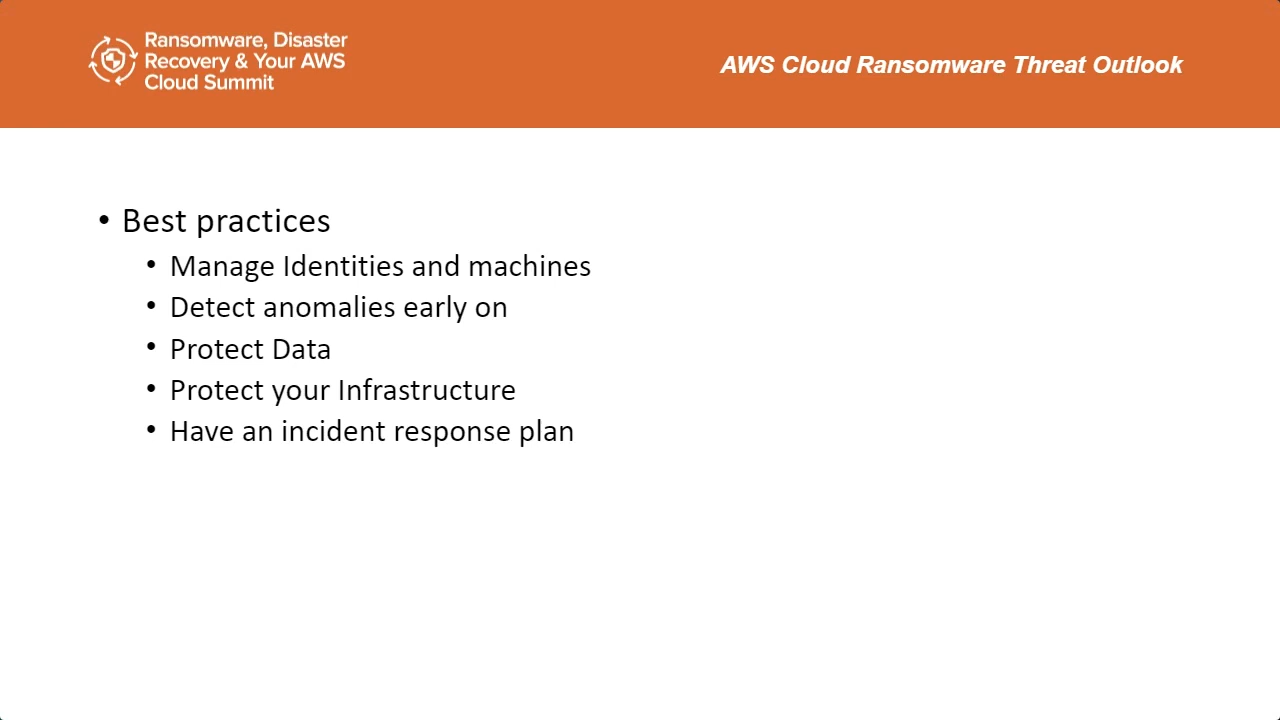 Ransomware, Disaster
Recovery & Your AWS
Cloud Summit
AWS Cloud Ransomware Threat Outlook
• Best practices
• Manage Identities and machines
• Detect anomalies early on
• Protect Data
• Protect your Infrastructure
• Have an incident response plan